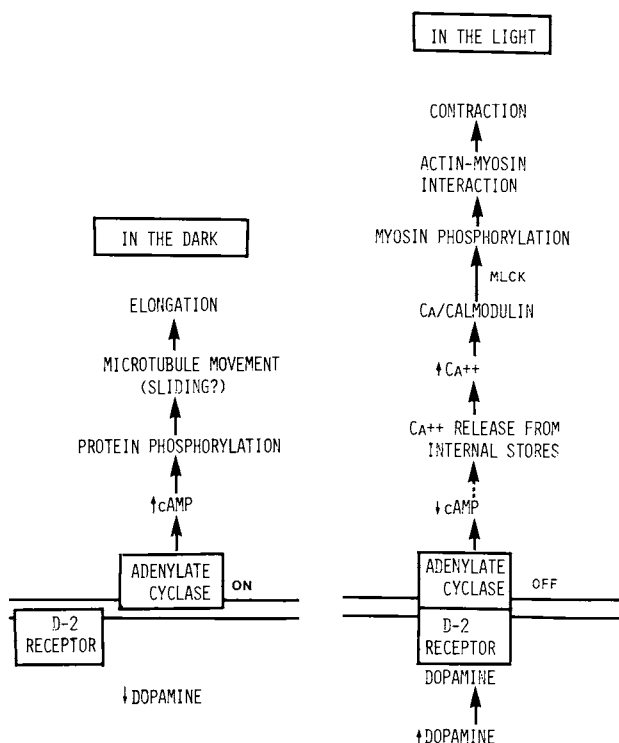 IN THE DARK
ELONGATION
MICROTUBULE MOVEMENT
(SLIDING?)
PROTEIN PHOSPHORYLATION
↑cAMP
ADENYLATE
CYCLASE
ON
D-2
RECEPTOR
↓DOPAMINE
IN THE LIGHT
CONTRACTION
ACTIN-MYOSIN
INTERACTION
MYOSIN PHOSPHORYLATION
MLCK
CA/CALMODULIN
↑CA++
CA++ RELEASE FROM
INTERNAL STORES
↓cAMP
ADENYLATE
CYCLASE
OFF
D-2
RECEPTOR
DOPAMINE
↑DOPAMINE